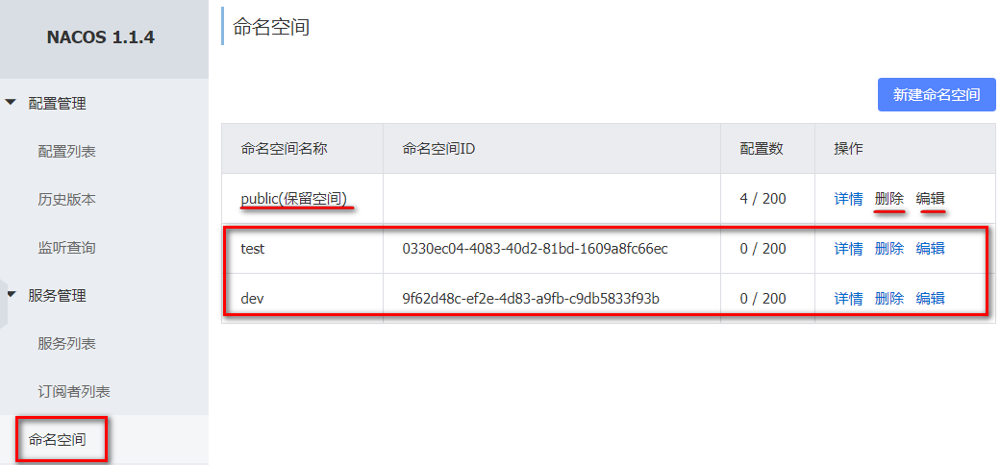 NACOS 1.1.4
配置管理
配置列表
历史版本
监听查询
服务管理
服务列表
订阅者列表
命名空间
命名空间
新建命名空间
命名空间名称 命名空间ID 配置数 操作
public(保留空间) 4 / 200 详情 删除 编辑
test 0330ec04-4083-40d2-81bd-1609a8fc66ec 0 / 200 详情 删除 编辑
dev 9f62d48c-ef2e-4d83-a9fb-c9db5833f93b 0 / 200 详情 删除 编辑